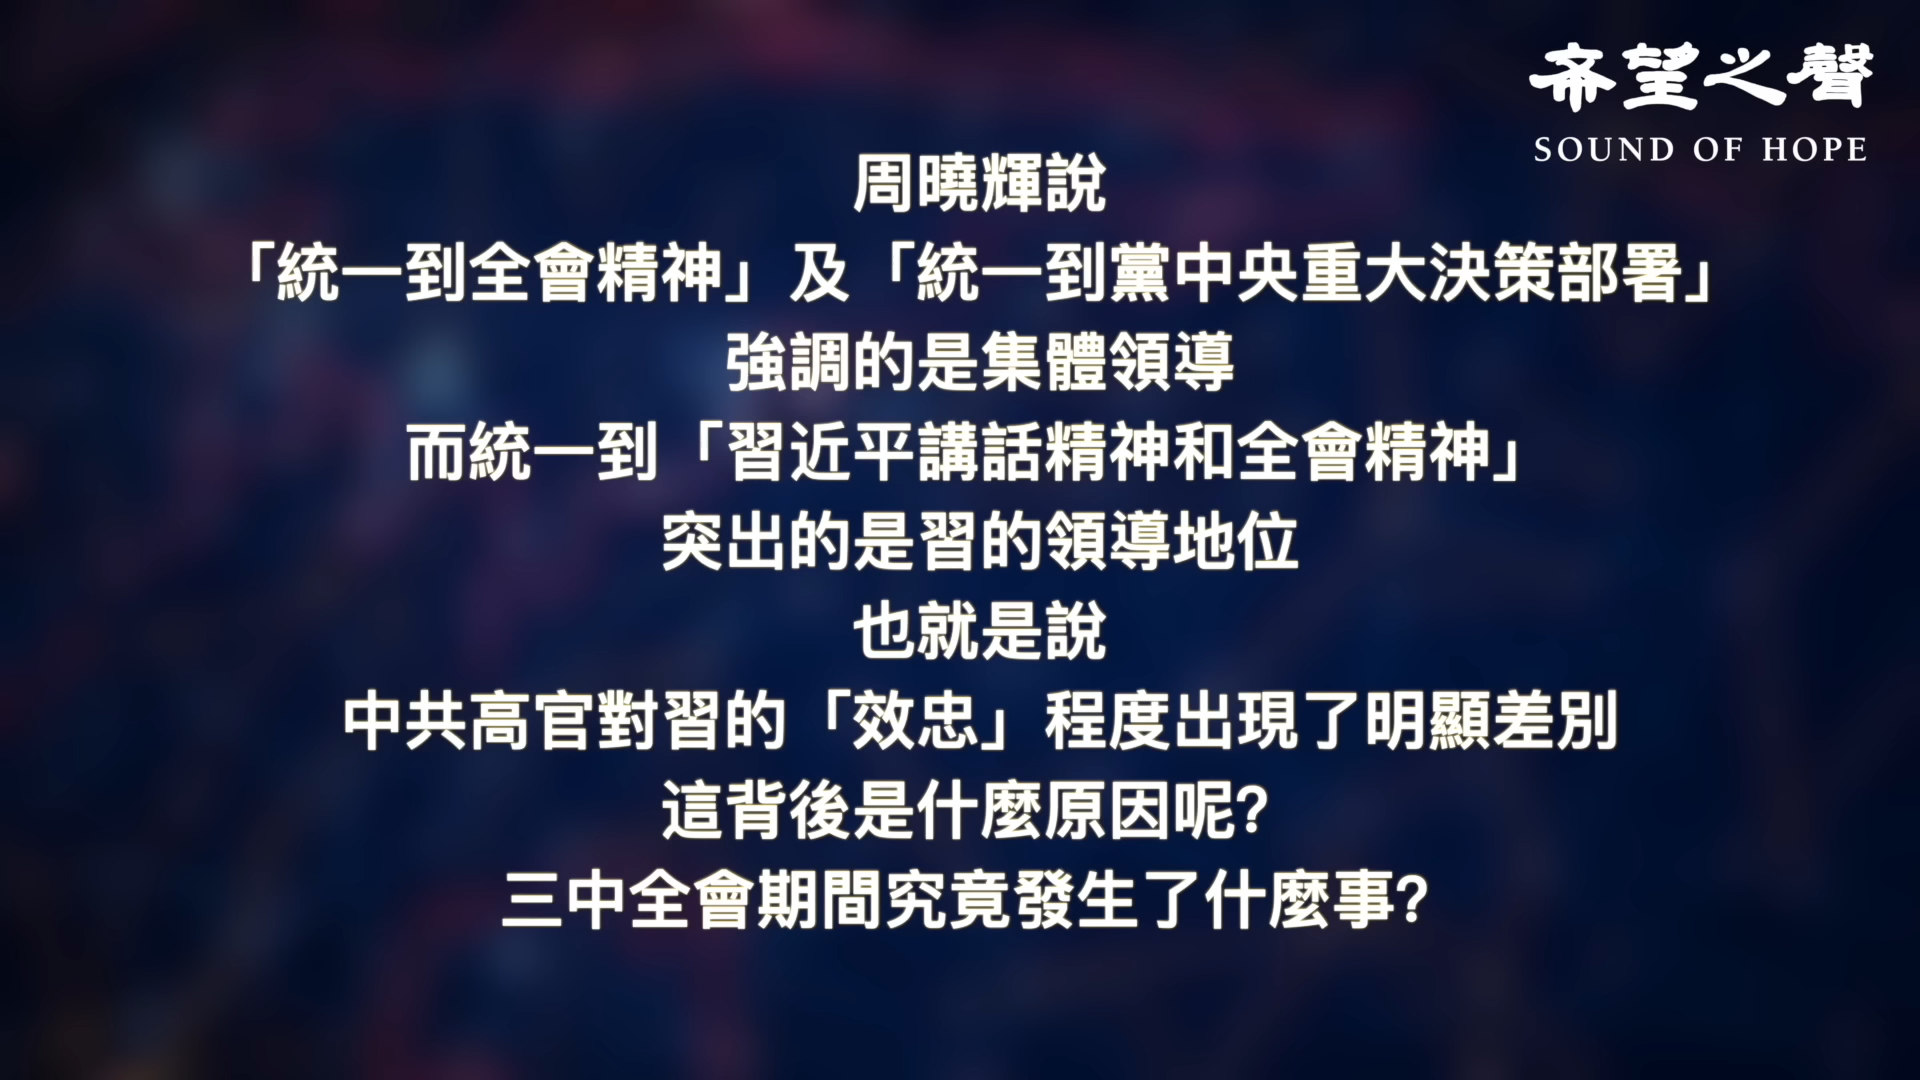 希望之聲
SOUND OF HOPE
周曉輝說
「統一到全會精神」及「統一到黨中央重大決策部署」
強調的是集體領導
而統一到「習近平講話精神和全會精神」
突出的是習的領導地位
也就是說
中共高官對習的「效忠」程度出現了明顯差別
這背後是什麼原因呢?
三中全會期間究竟發生了什麼事?